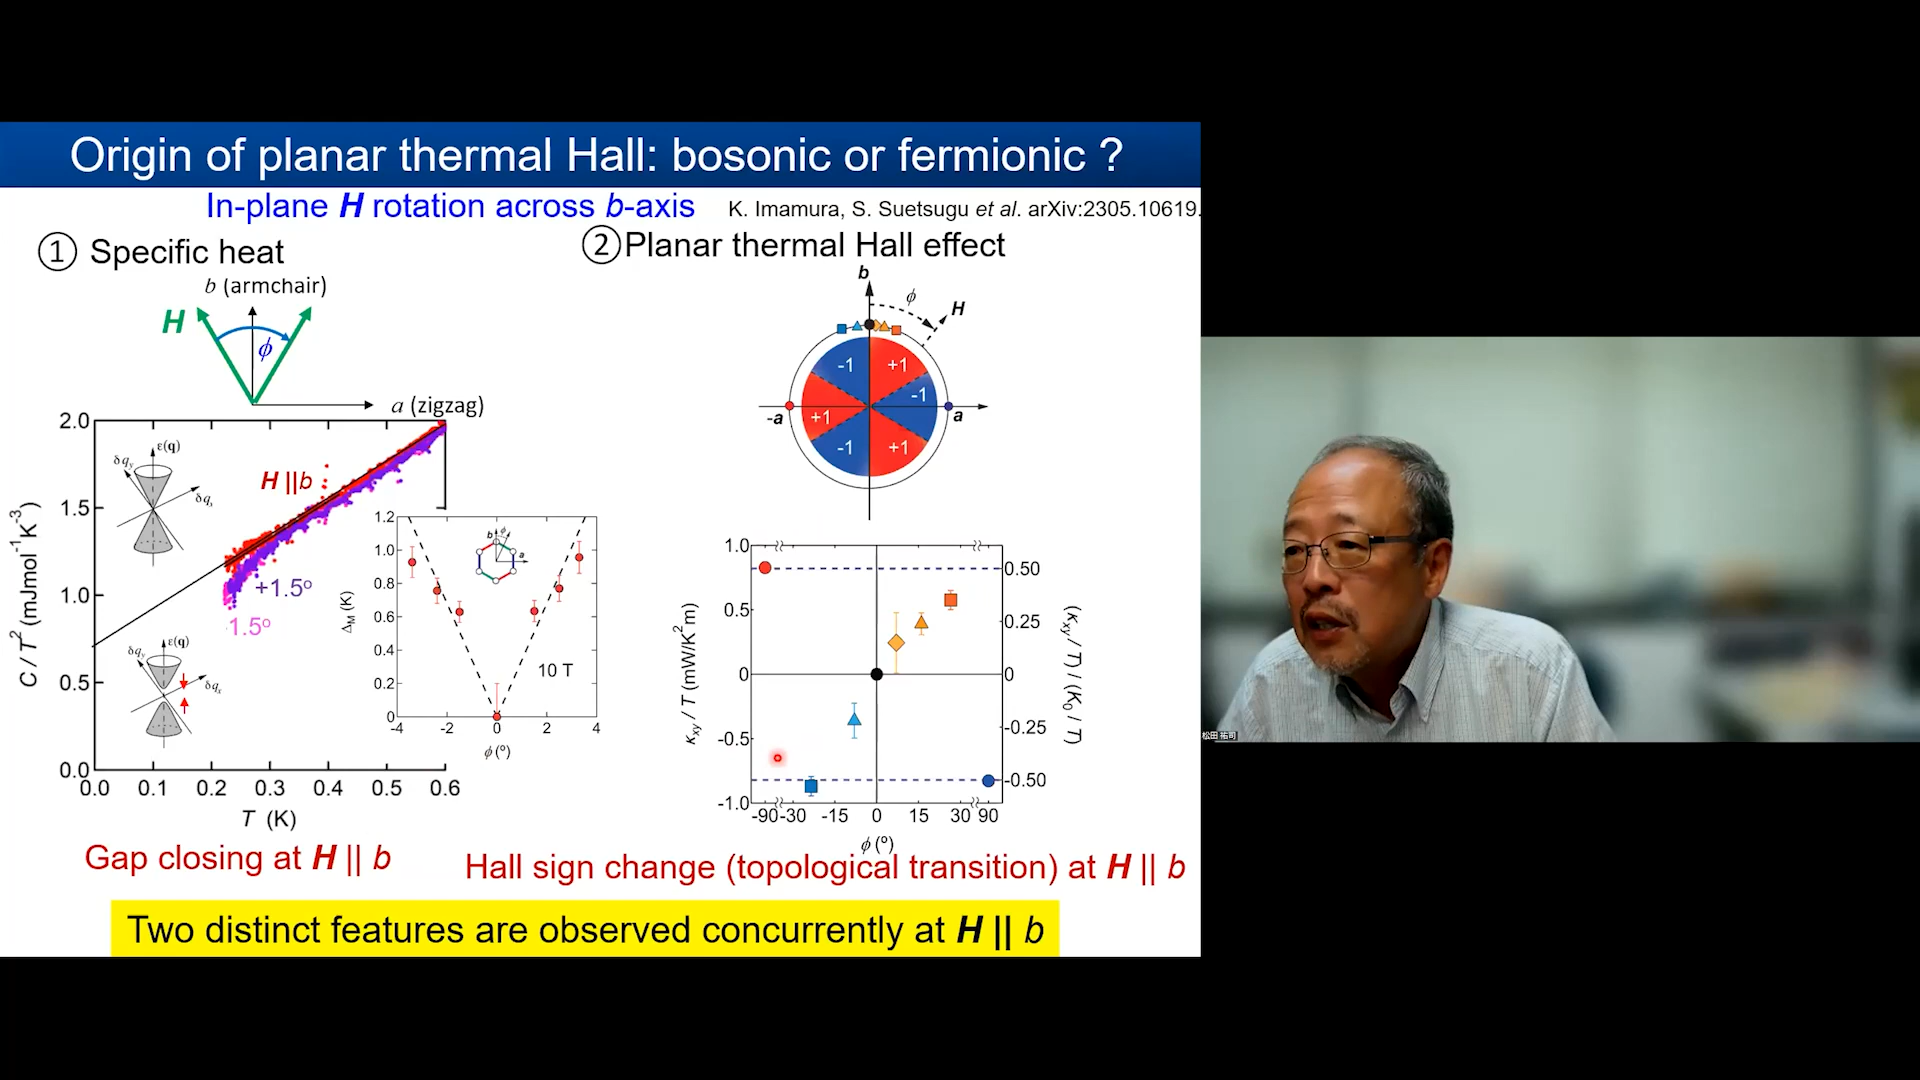 Origin of planar thermal Hall: bosonic or fermionic ?
In-plane H rotation across b-axis
K. Imamura, S. Suetsugu et al. arXiv:2305.10619.
① Specific heat
b (armchair)
H
ϕ
a (zigzag)
2.0
1.5
1.0
0.5
0.0
C / T² (mJmol⁻¹K⁻³)
0.0 0.1 0.2 0.3 0.4 0.5 0.6
T (K)
ε(q)
δq_y
δq_x
H ||b
+1.5°
-1.5°
ε(q)
δq_y
δq_x
1.2
1.0
0.8
0.6
0.4
0.2
0
Δ_M (K)
b
ϕ
a
10 T
-4 -2 0 2 4
ϕ (°)
Gap closing at H || b
② Planar thermal Hall effect
b
ϕ
H
-1 +1
-1
+1
-1 +1
-a
a
1.0
0.5
0
-0.5
-1.0
κ_xy / T (mW/K²m)
0.50
0.25
0
-0.25
-0.50
(κ_xy / T) / (K₀ / T)
-90 -30 -15 0 15 30 90
ϕ (°)
Hall sign change (topological transition) at H || b
Two distinct features are observed concurrently at H || b
松田 祐司